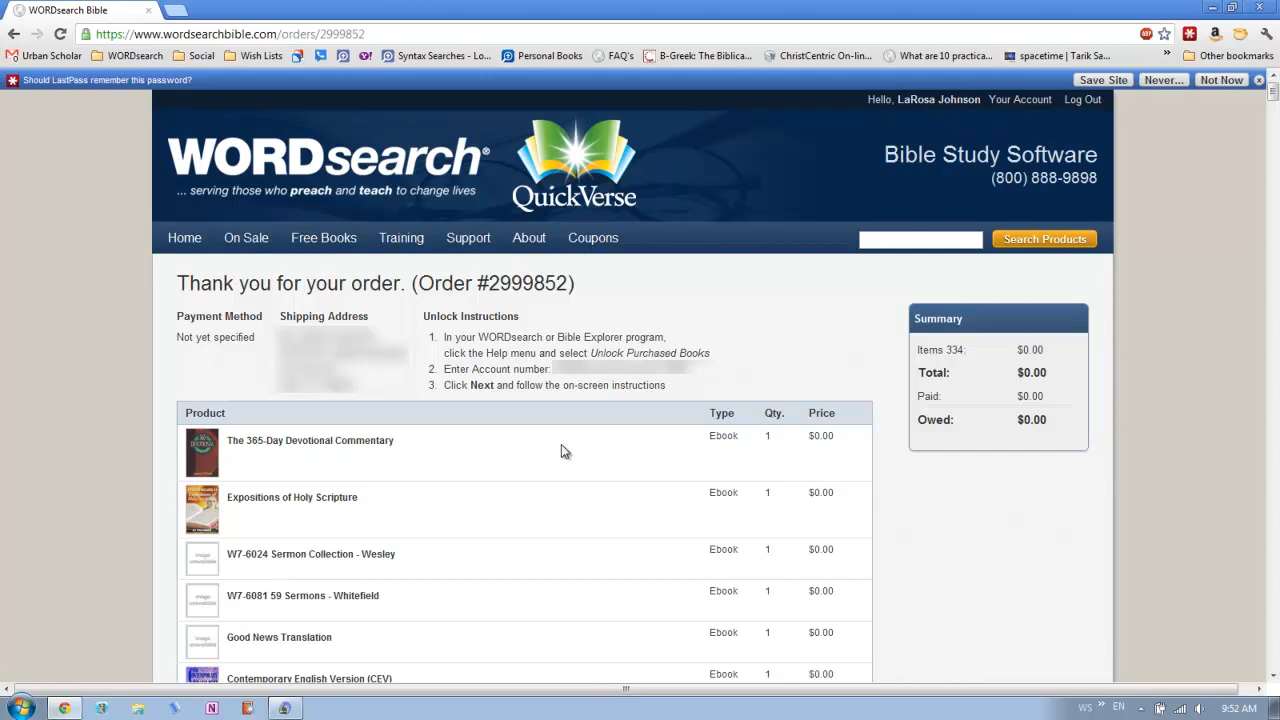 WORDsearch Bible
https://www.wordsearchbible.com/orders/2999852
Urban Scholar WORDsearch Social Wish Lists Syntax Searches - Lo... Personal Books FAQ's B-Greek: The Biblica... ChristCentric On-lin... What are 10 practica... spacetime | Tarik Sa... » Other bookmarks
Should LastPass remember this password? Save Site Never... Not Now
Hello, LaRosa Johnson Your Account Log Out
WORDsearch®
... serving those who preach and teach to change lives
QuickVerse
Bible Study Software
(800) 888-9898
Home On Sale Free Books Training Support About Coupons Search Products
Thank you for your order. (Order #2999852)
Payment Method Shipping Address Unlock Instructions
Not yet specified
1. In your WORDsearch or Bible Explorer program,
click the Help menu and select Unlock Purchased Books
2. Enter Account number:
3. Click Next and follow the on-screen instructions
Summary
Items 334: $0.00
Total: $0.00
Paid: $0.00
Owed: $0.00
Product Type Qty. Price
The 365-Day Devotional Commentary Ebook 1 $0.00
Expositions of Holy Scripture Ebook 1 $0.00
image unavailable W7-6024 Sermon Collection - Wesley Ebook 1 $0.00
image unavailable W7-6081 59 Sermons - Whitefield Ebook 1 $0.00
image unavailable Good News Translation Ebook 1 $0.00
Contemporary English Version (CEV) Ebook 1 $0.00
WS » EN 9:52 AM